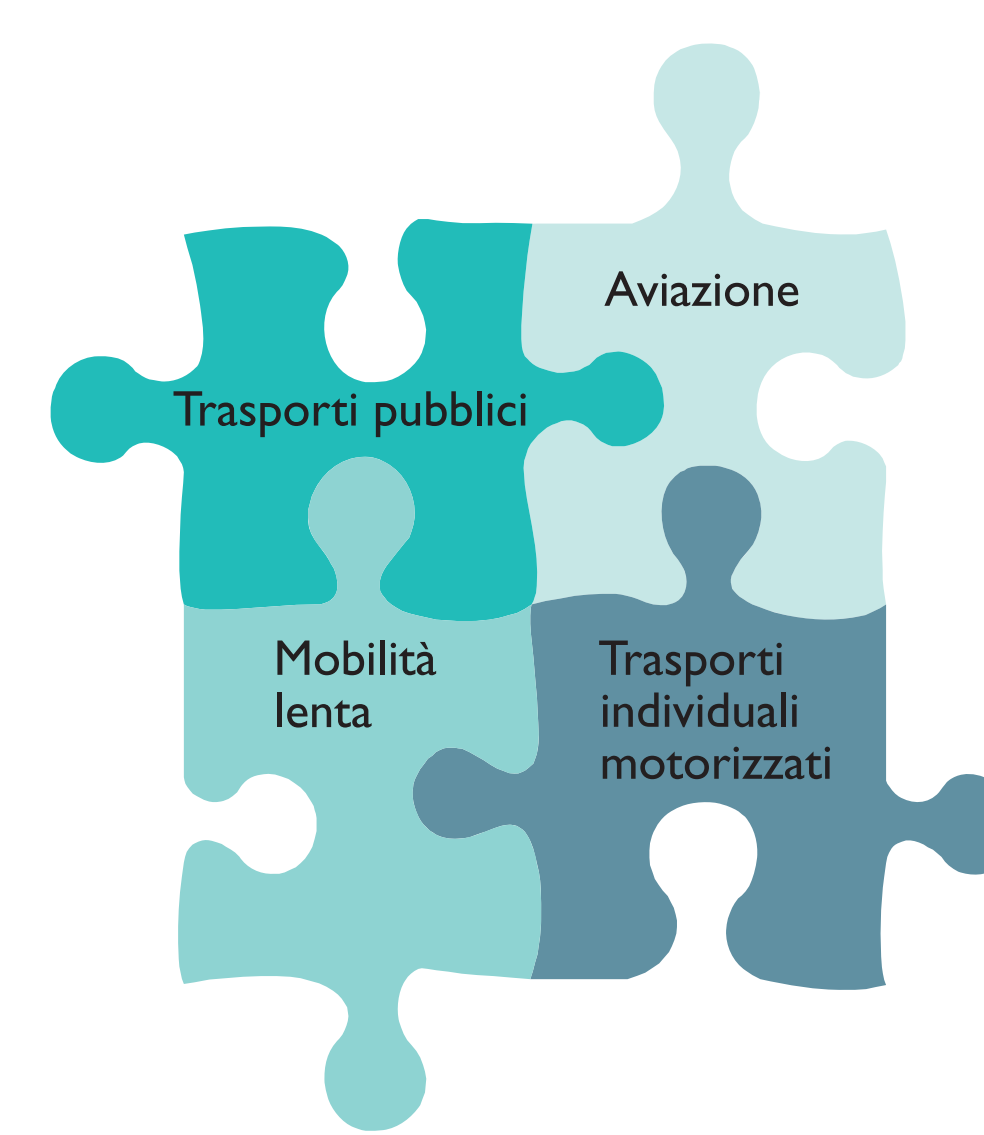 Aviazione
Trasporti pubblici
Mobilità
lenta
Trasporti
individuali
motorizzati